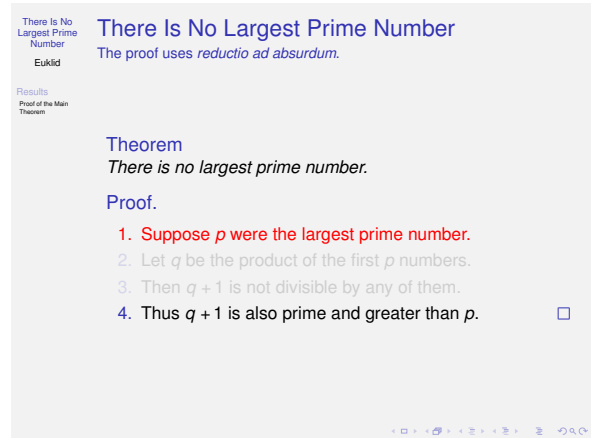 There Is No
Largest Prime
Number
Euklid
Results
Proof of the Main
Theorem
There Is No Largest Prime Number
The proof uses reductio ad absurdum.
Theorem
There is no largest prime number.
Proof.
1. Suppose p were the largest prime number.
2. Let q be the product of the first p numbers.
3. Then q + 1 is not divisible by any of them.
4. Thus q + 1 is also prime and greater than p.